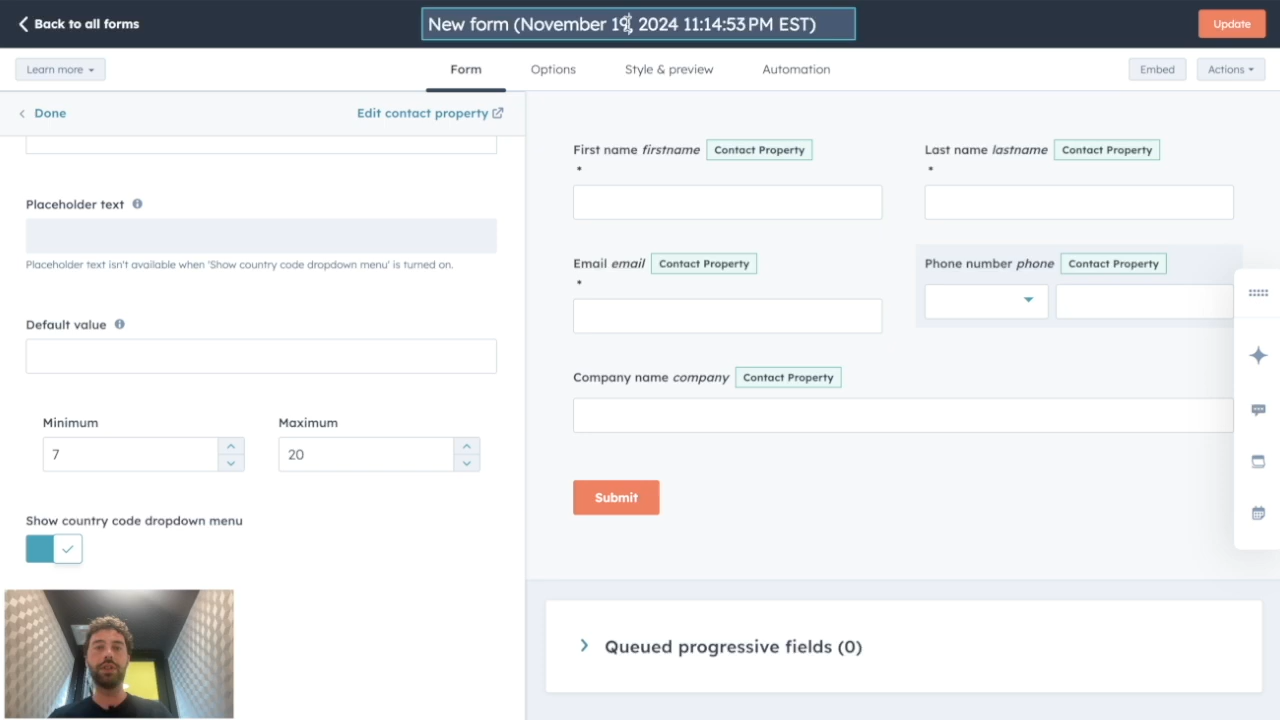 Back to all forms
New form (November 19, 2024 11:14:53 PM EST)
Update
Learn more
Form
Options
Style & preview
Automation
Embed
Actions
Done
Edit contact property
Placeholder text
Placeholder text isn't available when 'Show country code dropdown menu' is turned on.
Default value
Minimum
Maximum
7
20
Show country code dropdown menu
First name firstname Contact Property
*
Last name lastname Contact Property
*
Email email Contact Property
*
Phone number phone Contact Property
Company name company Contact Property
Submit
Queued progressive fields (0)